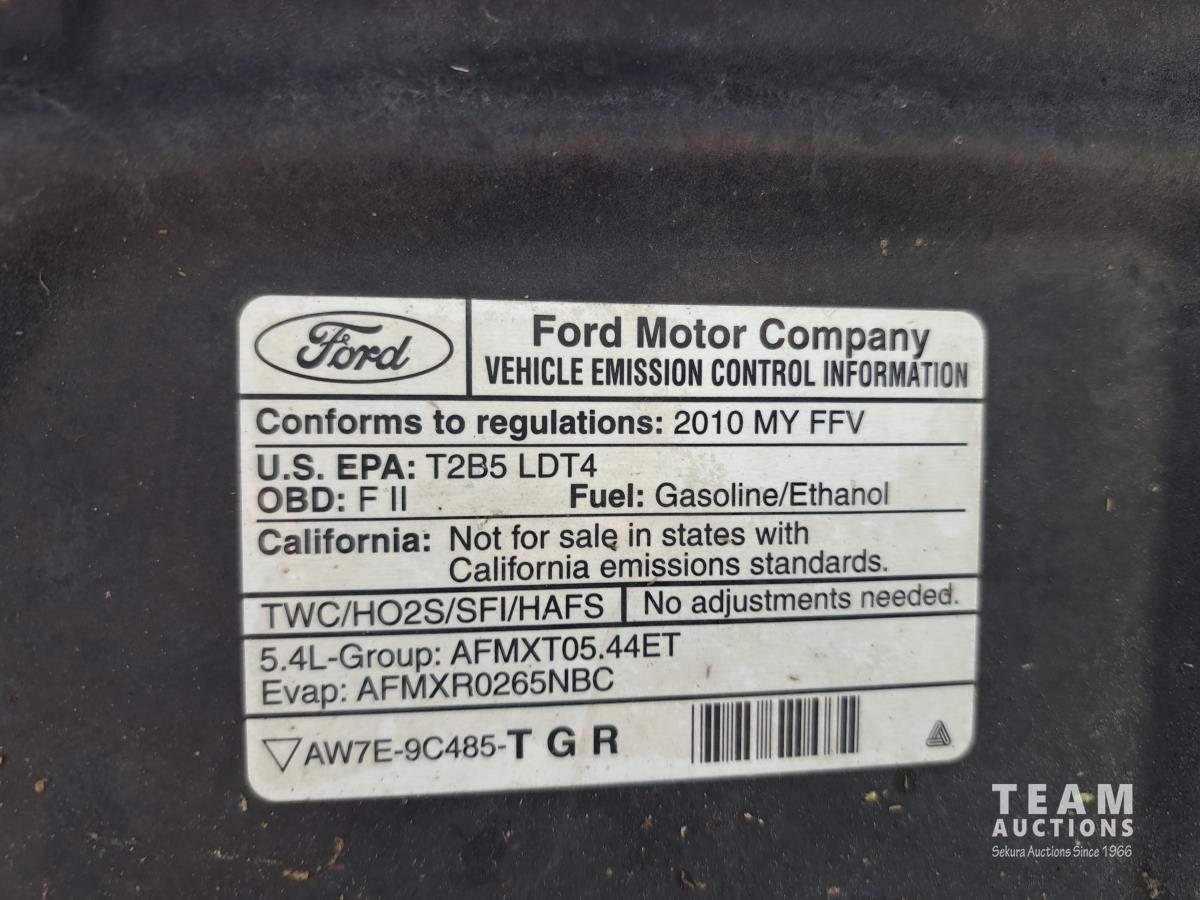 Ford
Ford Motor Company
VEHICLE EMISSION CONTROL INFORMATION
Conforms to regulations: 2010 MY FFV
U.S. EPA: T2B5 LDT4
OBD: F II Fuel: Gasoline/Ethanol
California: Not for sale in states with
California emissions standards.
TWC/HO2S/SFI/HAFS No adjustments needed.
5.4L-Group: AFMXT05.44ET
Evap: AFMXR0265NBC
AW7E-9C485-T G R
TEAM
AUCTIONS
Sekura Auctions Since 1966